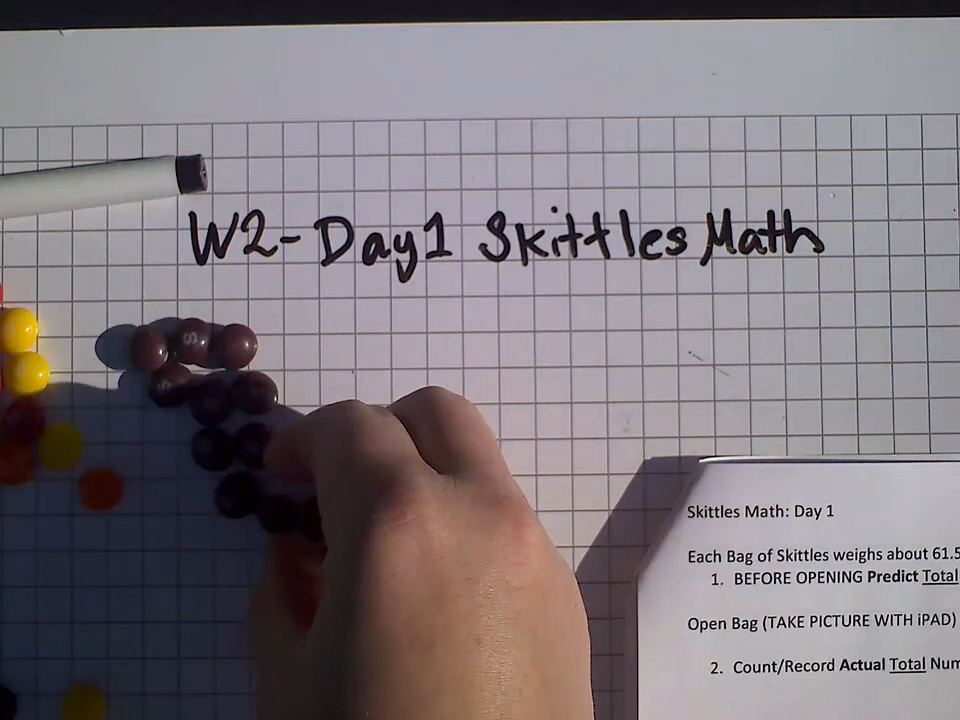 W2-Day1 Skittles Math
S
S
Skittles Math: Day 1
Each Bag of Skittles weighs about 61.5
1. BEFORE OPENING Predict Total
Open Bag (TAKE PICTURE WITH iPAD)
2. Count/Record Actual Total Num